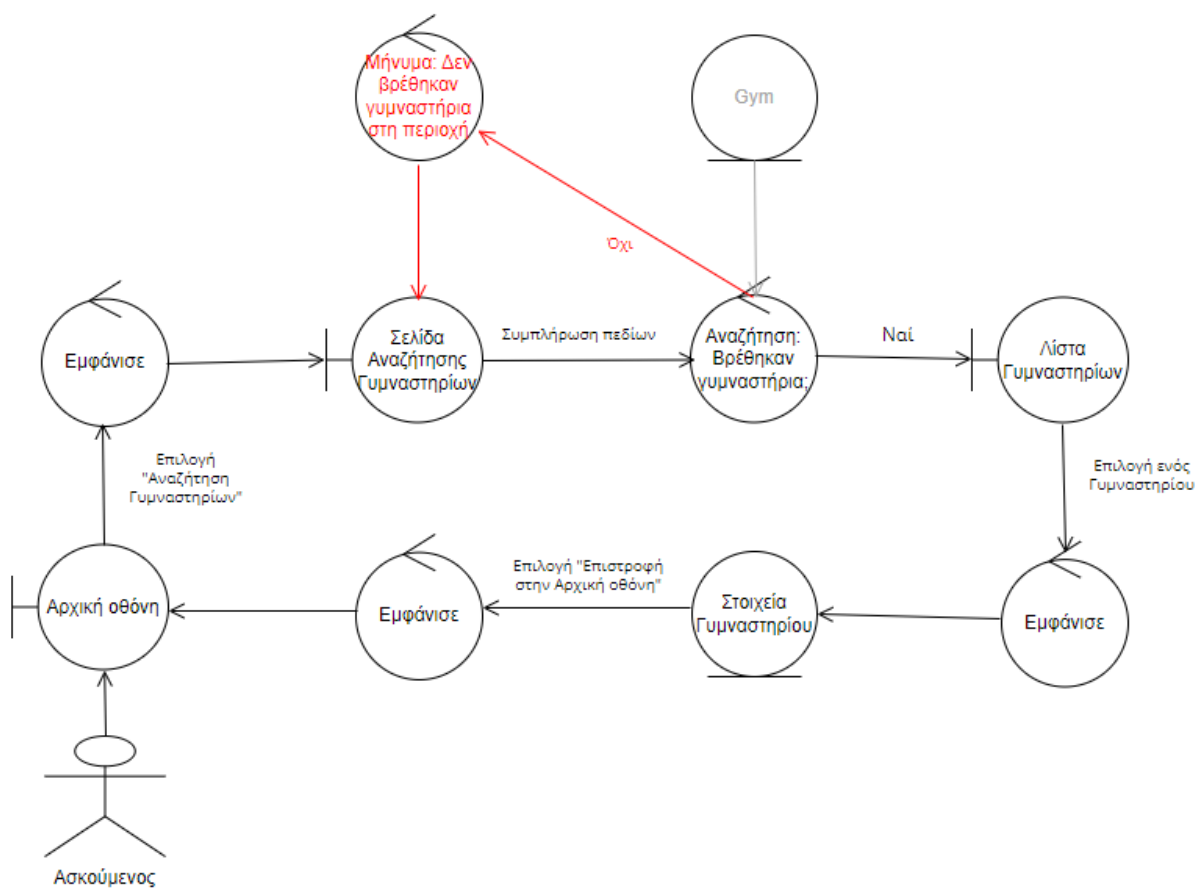 Μήνυμα: Δεν
βρέθηκαν
γυμναστήρια
στη περιοχή
Gym
Όχι
Εμφάνισε
Σελίδα
Αναζήτησης
Γυμναστηρίων
Συμπλήρωση πεδίων
Αναζήτηση:
Βρέθηκαν
γυμναστήρια;
Ναί
Λίστα
Γυμναστηρίων
Επιλογή
"Αναζήτηση
Γυμναστηρίων"
Επιλογή ενός
Γυμναστηρίου
Αρχική οθόνη
Εμφάνισε
Επιλογή "Επιστροφή
στην Αρχική οθόνη"
Στοιχεία
Γυμναστηρίου
Εμφάνισε
Ασκούμενος